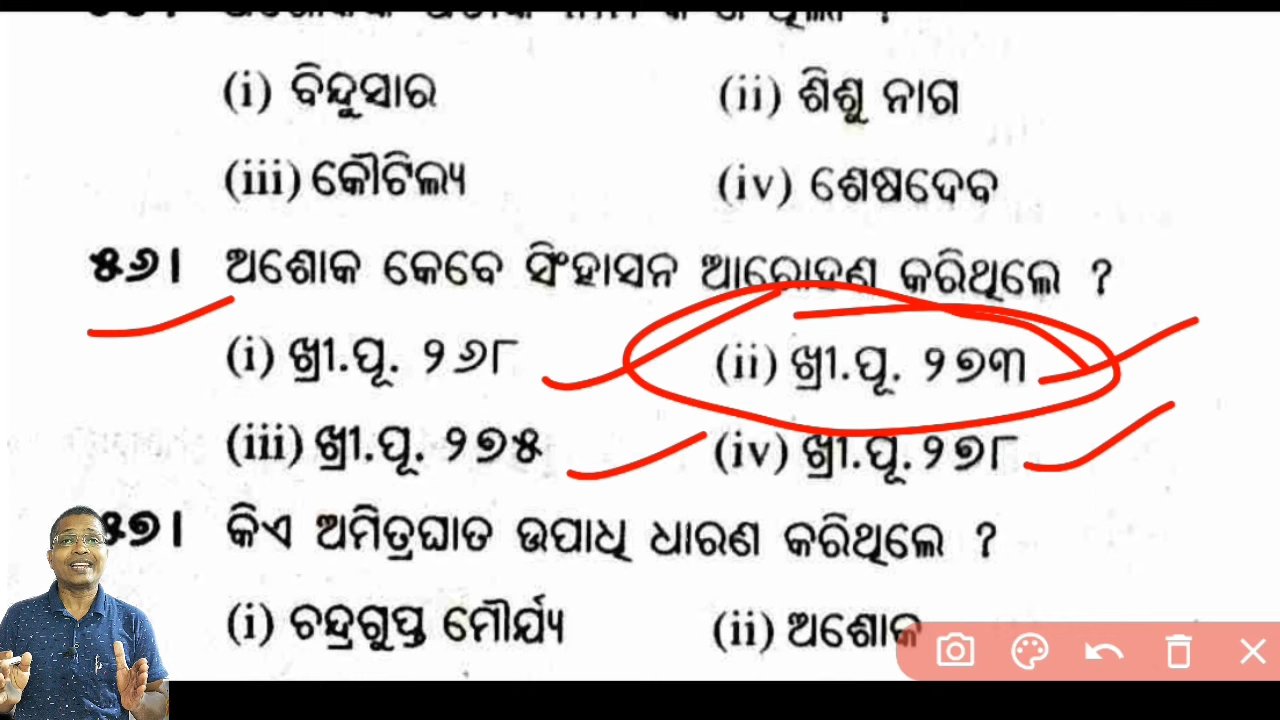 (i) ବିନ୍ଦୁସାର (ii) ଶିଶୁ ନାଗ
(iii) କୌଟିଲ୍ୟ (iv) ଶେଷଦେବ
୫୬। ଅଶୋକ କେବେ ସିଂହାସନ ଆରୋହଣ କରିଥିଲେ ?
(i) ଖ୍ରୀ.ପୂ. ୨୬୮ (ii) ଖ୍ରୀ.ପୂ. ୨୭୩
(iii) ଖ୍ରୀ.ପୂ. ୨୭୫ (iv) ଖ୍ରୀ.ପୂ. ୨୭୮
୫୭। କିଏ ଅମିତ୍ରଘାତ ଉପାଧି ଧାରଣ କରିଥିଲେ ?
(i) ଚନ୍ଦ୍ରଗୁପ୍ତ ମୌର୍ଯ୍ୟ (ii) ଅଶୋକ